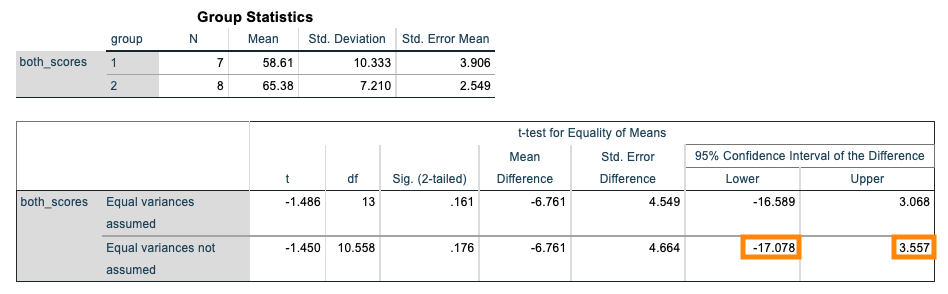 Group Statistics
group N Mean Std. Deviation Std. Error Mean
both_scores 1 7 58.61 10.333 3.906
2 8 65.38 7.210 2.549
t-test for Equality of Means
Mean Std. Error 95% Confidence Interval of the Difference
t df Sig. (2-tailed) Difference Difference Lower Upper
both_scores Equal variances -1.486 13 .161 -6.761 4.549 -16.589 3.068
assumed
Equal variances not -1.450 10.558 .176 -6.761 4.664 -17.078 3.557
assumed